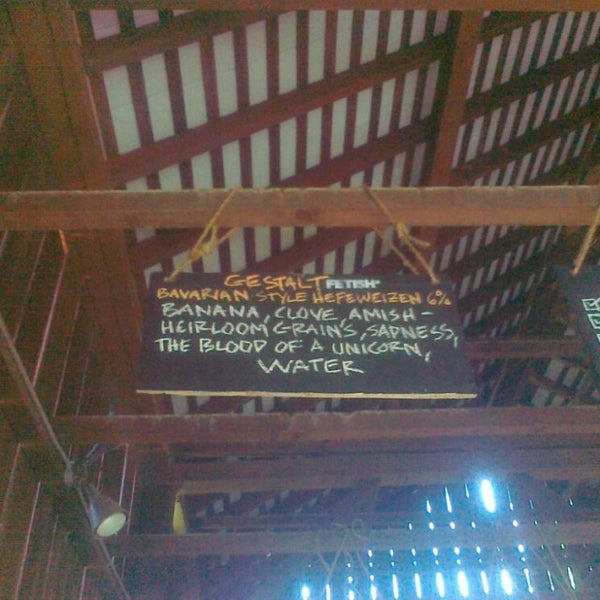 GESTALT FETISH
BAVARIAN STYLE HEFEWEIZEN 6%
BANANA, CLOVE, AMISH-
HEIRLOOM GRAINS, SADNESS,
THE BLOOD OF A UNICORN,
WATER